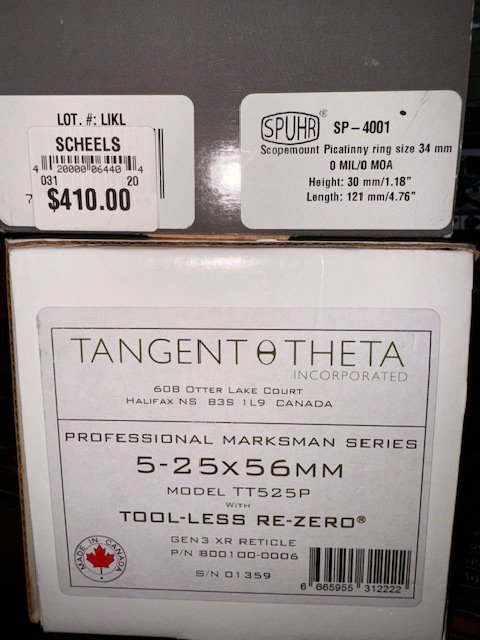 LOT. #: LIKL
SCHEELS
4 20000 06440 4
031 20
$410.00
7
SPUHR® SP-4001
Scopemount Picatinny ring size 34 mm
0 MIL/0 MOA
Height: 30 mm/1.18"
Length: 121 mm/4.76"
TANGENT θ THETA
INCORPORATED
60B OTTER LAKE COURT
HALIFAX NS B3S 1L9 CANADA
PROFESSIONAL MARKSMAN SERIES
5-25x56MM
MODEL TT525P
WITH
TOOL-LESS RE-ZERO®
GEN3 XR RETICLE
P/N 800100-0006
S/N 01359
MADE IN CANADA
6 665955 312222